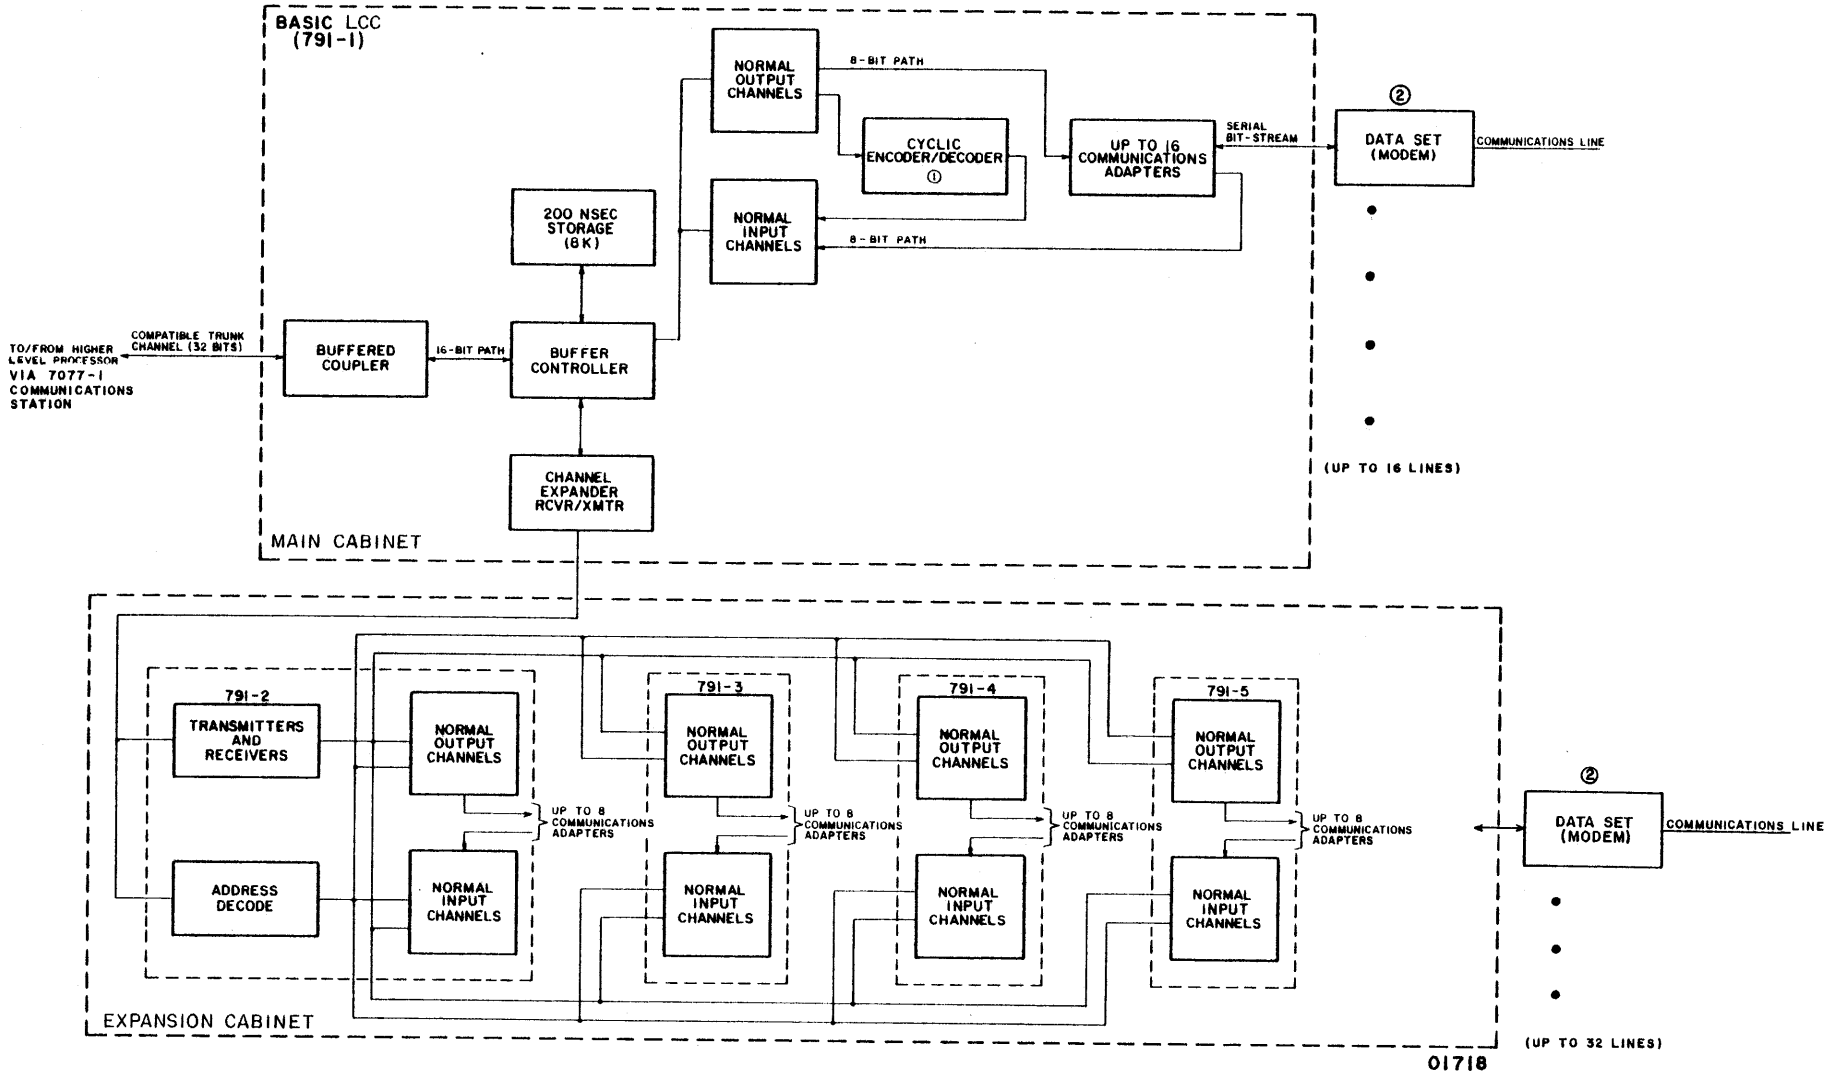 BASIC LCC
(791-1)
NORMAL
OUTPUT
CHANNELS
8-BIT PATH
CYCLIC
ENCODER/DECODER
①
UP TO 16
COMMUNICATIONS
ADAPTERS
SERIAL
BIT-STREAM
②
DATA SET
(MODEM)
COMMUNICATIONS LINE
200 NSEC
STORAGE
(8K)
NORMAL
INPUT
CHANNELS
8-BIT PATH
TO/FROM HIGHER
LEVEL PROCESSOR
VIA 7077-1
COMMUNICATIONS
STATION
COMPATIBLE TRUNK
CHANNEL (32 BITS)
BUFFERED
COUPLER
16-BIT PATH
BUFFER
CONTROLLER
(UP TO 16 LINES)
CHANNEL
EXPANDER
RCVR/XMTR
MAIN CABINET
791-2
TRANSMITTERS
AND
RECEIVERS
NORMAL
OUTPUT
CHANNELS
791-3
NORMAL
OUTPUT
CHANNELS
791-4
NORMAL
OUTPUT
CHANNELS
791-5
NORMAL
OUTPUT
CHANNELS
UP TO 8
COMMUNICATIONS
ADAPTERS
UP TO 8
COMMUNICATIONS
ADAPTERS
UP TO 8
COMMUNICATIONS
ADAPTERS
UP TO 8
COMMUNICATIONS
ADAPTERS
②
DATA SET
(MODEM)
COMMUNICATIONS LINE
ADDRESS
DECODE
NORMAL
INPUT
CHANNELS
NORMAL
INPUT
CHANNELS
NORMAL
INPUT
CHANNELS
NORMAL
INPUT
CHANNELS
EXPANSION CABINET
(UP TO 32 LINES)
01718